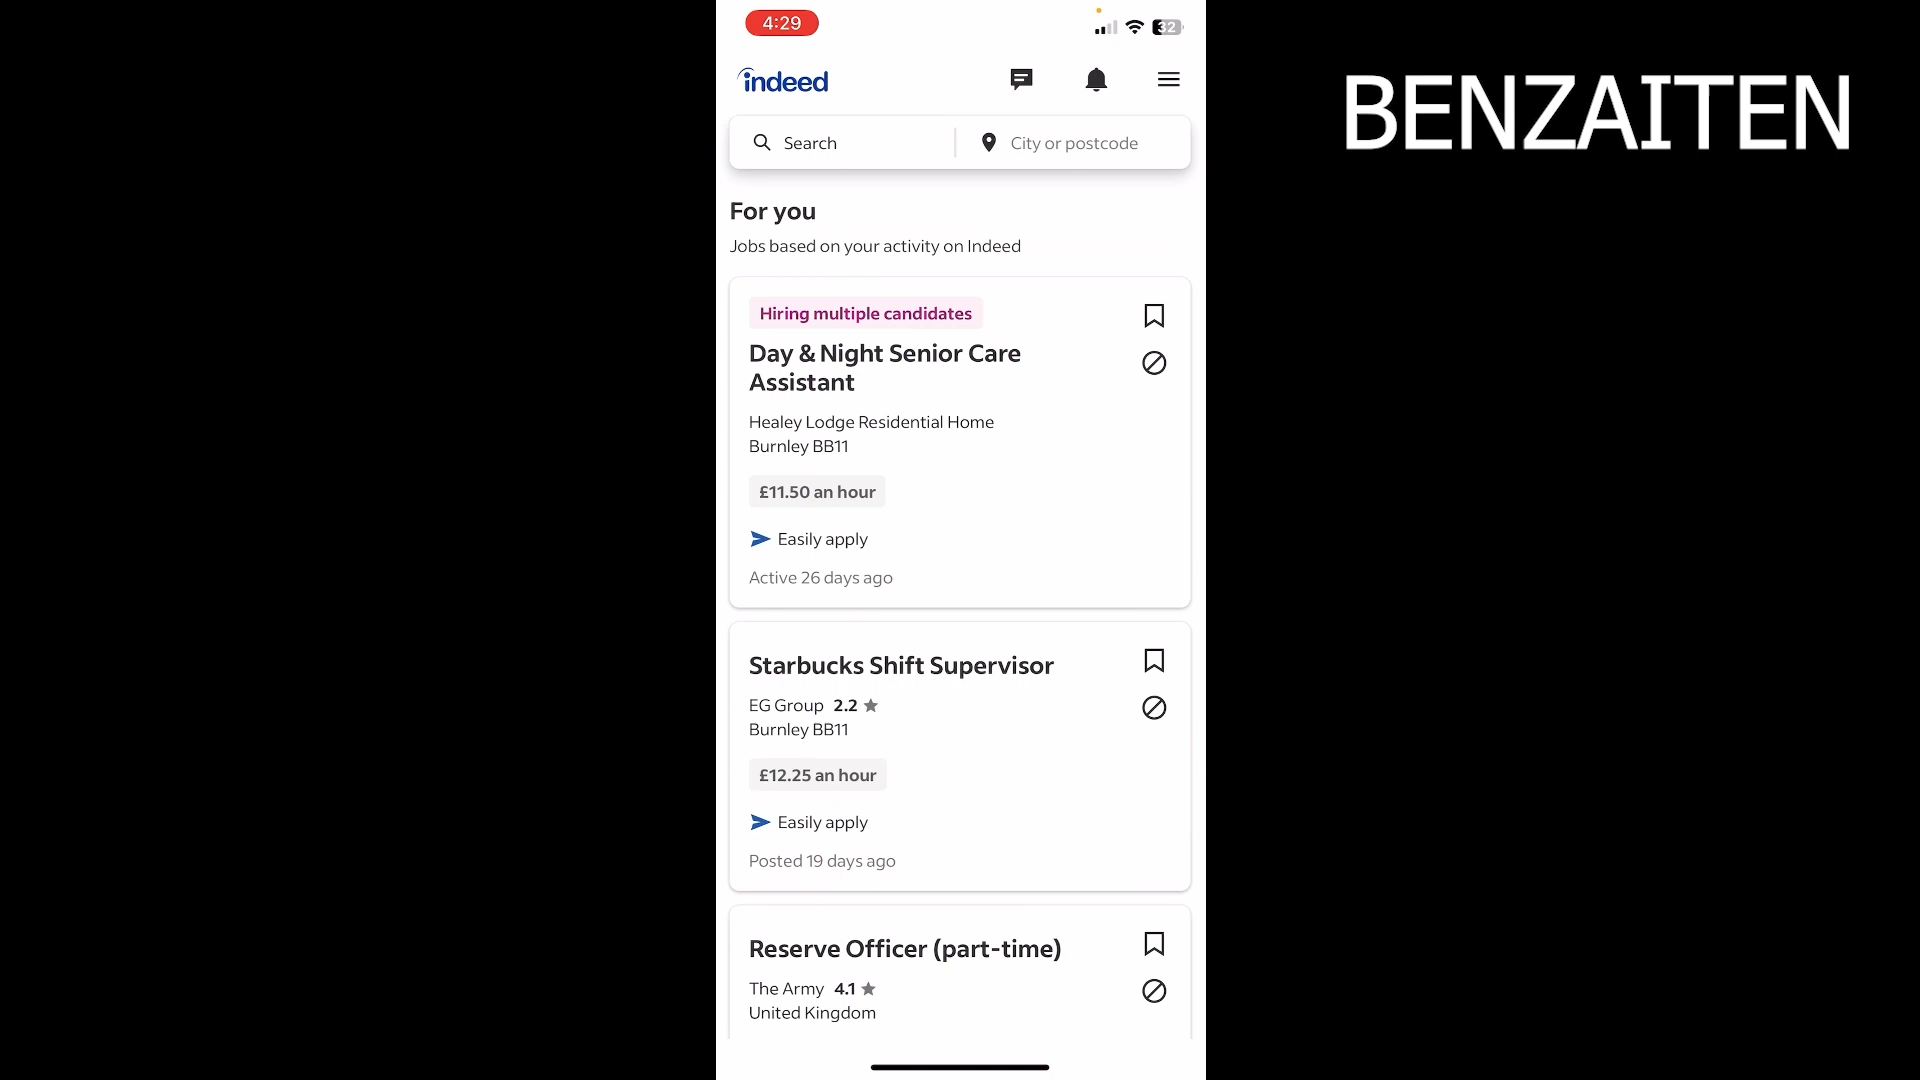 4:29
32
BENZAITEN
indeed
Search
City or postcode
For you
Jobs based on your activity on Indeed
Hiring multiple candidates
Day & Night Senior Care
Assistant
Healey Lodge Residential Home
Burnley BB11
£11.50 an hour
Easily apply
Active 26 days ago
Starbucks Shift Supervisor
EG Group 2.2 ★
Burnley BB11
£12.25 an hour
Easily apply
Posted 19 days ago
Reserve Officer (part-time)
The Army 4.1 ★
United Kingdom